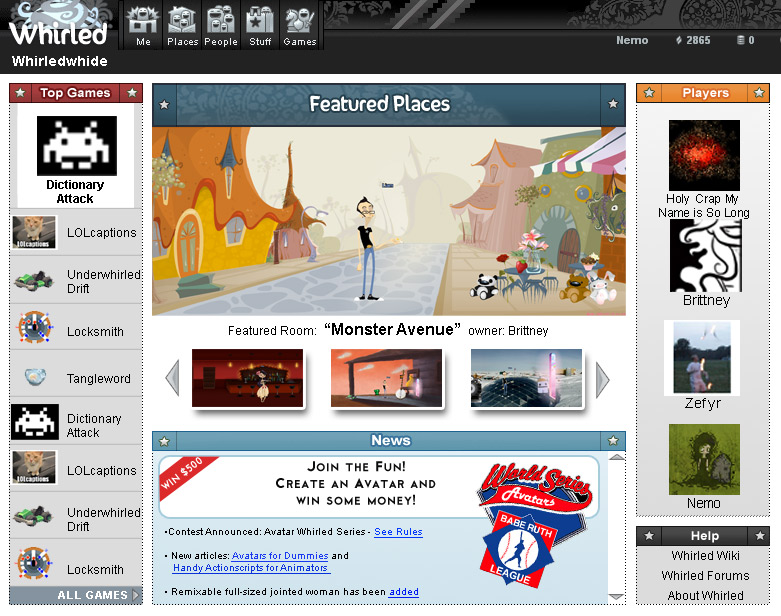 Whirled
Me
Places
People
Stuff
Games
Nemo
2865
0
Whirledwhide
Top Games
Dictionary
Attack
LOLcaptions
LOLcaptions
Underwhirled
Drift
Locksmith
Tangleword
Dictionary
Attack
LOLcaptions
LOLcaptions
Underwhirled
Drift
Locksmith
ALL GAMES
Featured Places
Featured Room: “Monster Avenue” owner: Brittney
News
WIN $500
JOIN THE FUN!
CREATE AN AVATAR AND
WIN SOME MONEY!
World Series
Avatars
BABE RUTH
LEAGUE
•Contest Announced: Avatar Whirled Series - See Rules
• New articles: Avatars for Dummies and
Handy Actionscripts for Animators
• Remixable full-sized jointed woman has been added
Players
Holy Crap My
Name is So Long
Brittney
Zefyr
Nemo
Help
Whirled Wiki
Whirled Forums
About Whirled